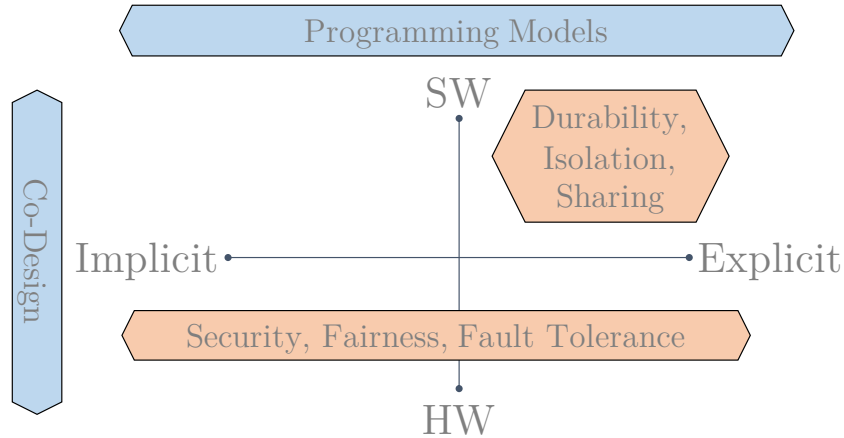 Programming Models
SW
Durability,
Isolation,
Sharing
Co-Design
Implicit
Explicit
Security, Fairness, Fault Tolerance
HW